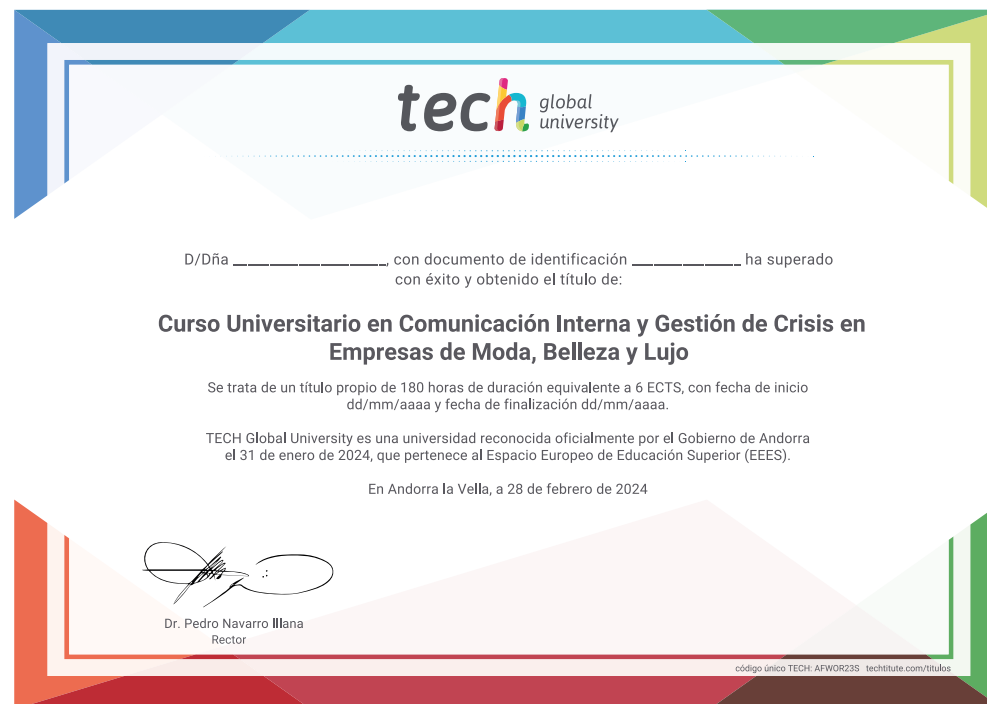 tech global
university
D/Dña ______________________, con documento de identificación _______________ ha superado
con éxito y obtenido el título de:
Curso Universitario en Comunicación Interna y Gestión de Crisis en
Empresas de Moda, Belleza y Lujo
Se trata de un título propio de 180 horas de duración equivalente a 6 ECTS, con fecha de inicio
dd/mm/aaaa y fecha de finalización dd/mm/aaaa.
TECH Global University es una universidad reconocida oficialmente por el Gobierno de Andorra
el 31 de enero de 2024, que pertenece al Espacio Europeo de Educación Superior (EEES).
En Andorra la Vella, a 28 de febrero de 2024
Dr. Pedro Navarro Illana
Rector
código único TECH: AFWOR23S techtitute.com/titulos